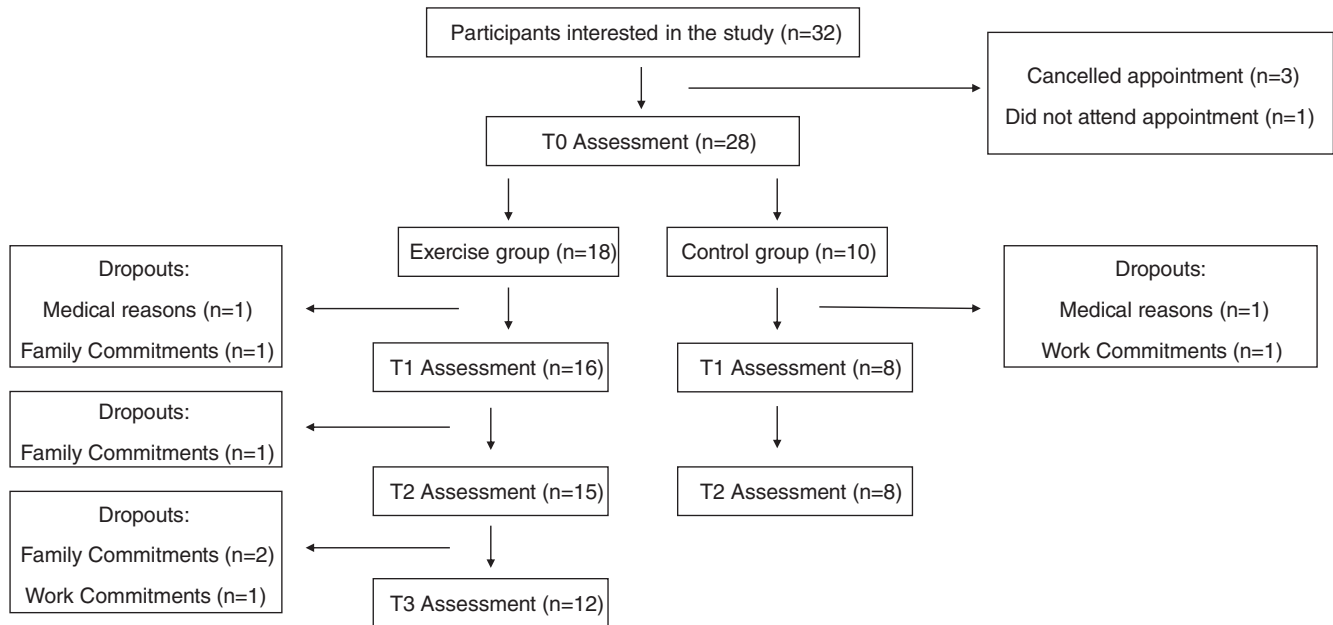 Participants interested in the study (n=32)
Cancelled appointment (n=3)
Did not attend appointment (n=1)
T0 Assessment (n=28)
Exercise group (n=18)
Control group (n=10)
Dropouts:
Medical reasons (n=1)
Family Commitments (n=1)
Dropouts:
Medical reasons (n=1)
Work Commitments (n=1)
T1 Assessment (n=16)
T1 Assessment (n=8)
Dropouts:
Family Commitments (n=1)
T2 Assessment (n=15)
T2 Assessment (n=8)
Dropouts:
Family Commitments (n=2)
Work Commitments (n=1)
T3 Assessment (n=12)